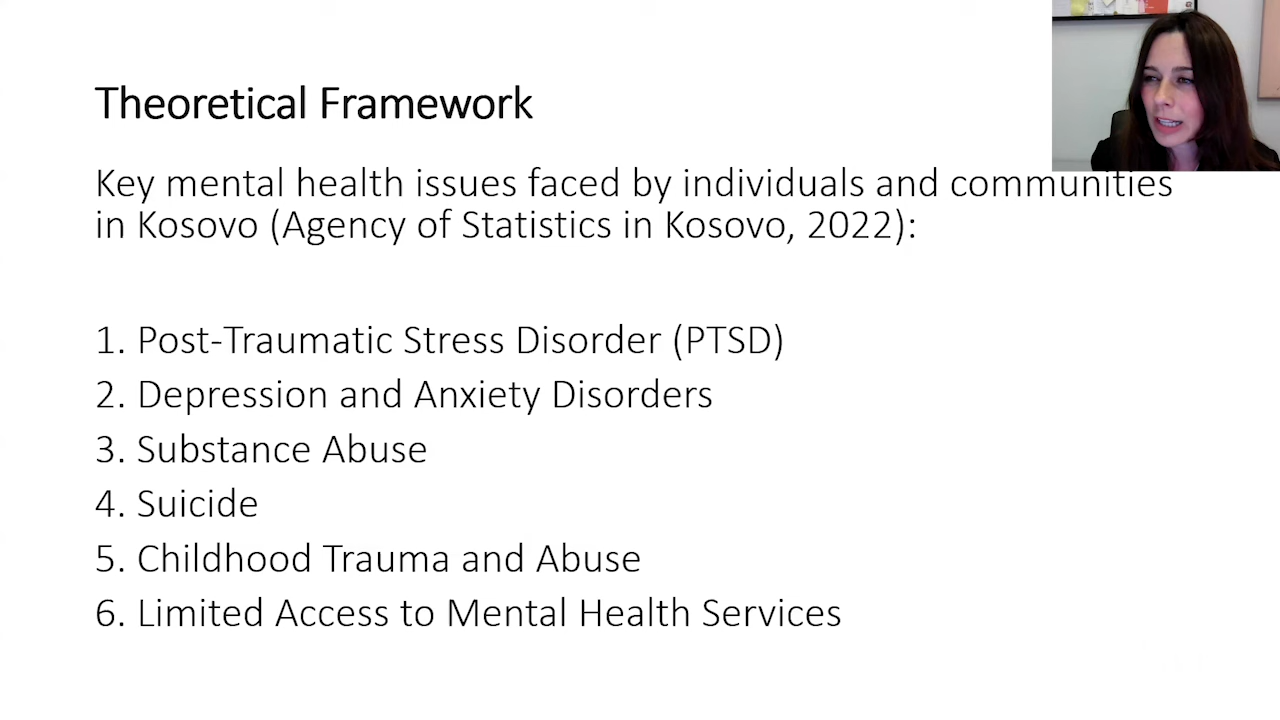 Theoretical Framework
Key mental health issues faced by individuals and communities
in Kosovo (Agency of Statistics in Kosovo, 2022):
1. Post-Traumatic Stress Disorder (PTSD)
2. Depression and Anxiety Disorders
3. Substance Abuse
4. Suicide
5. Childhood Trauma and Abuse
6. Limited Access to Mental Health Services